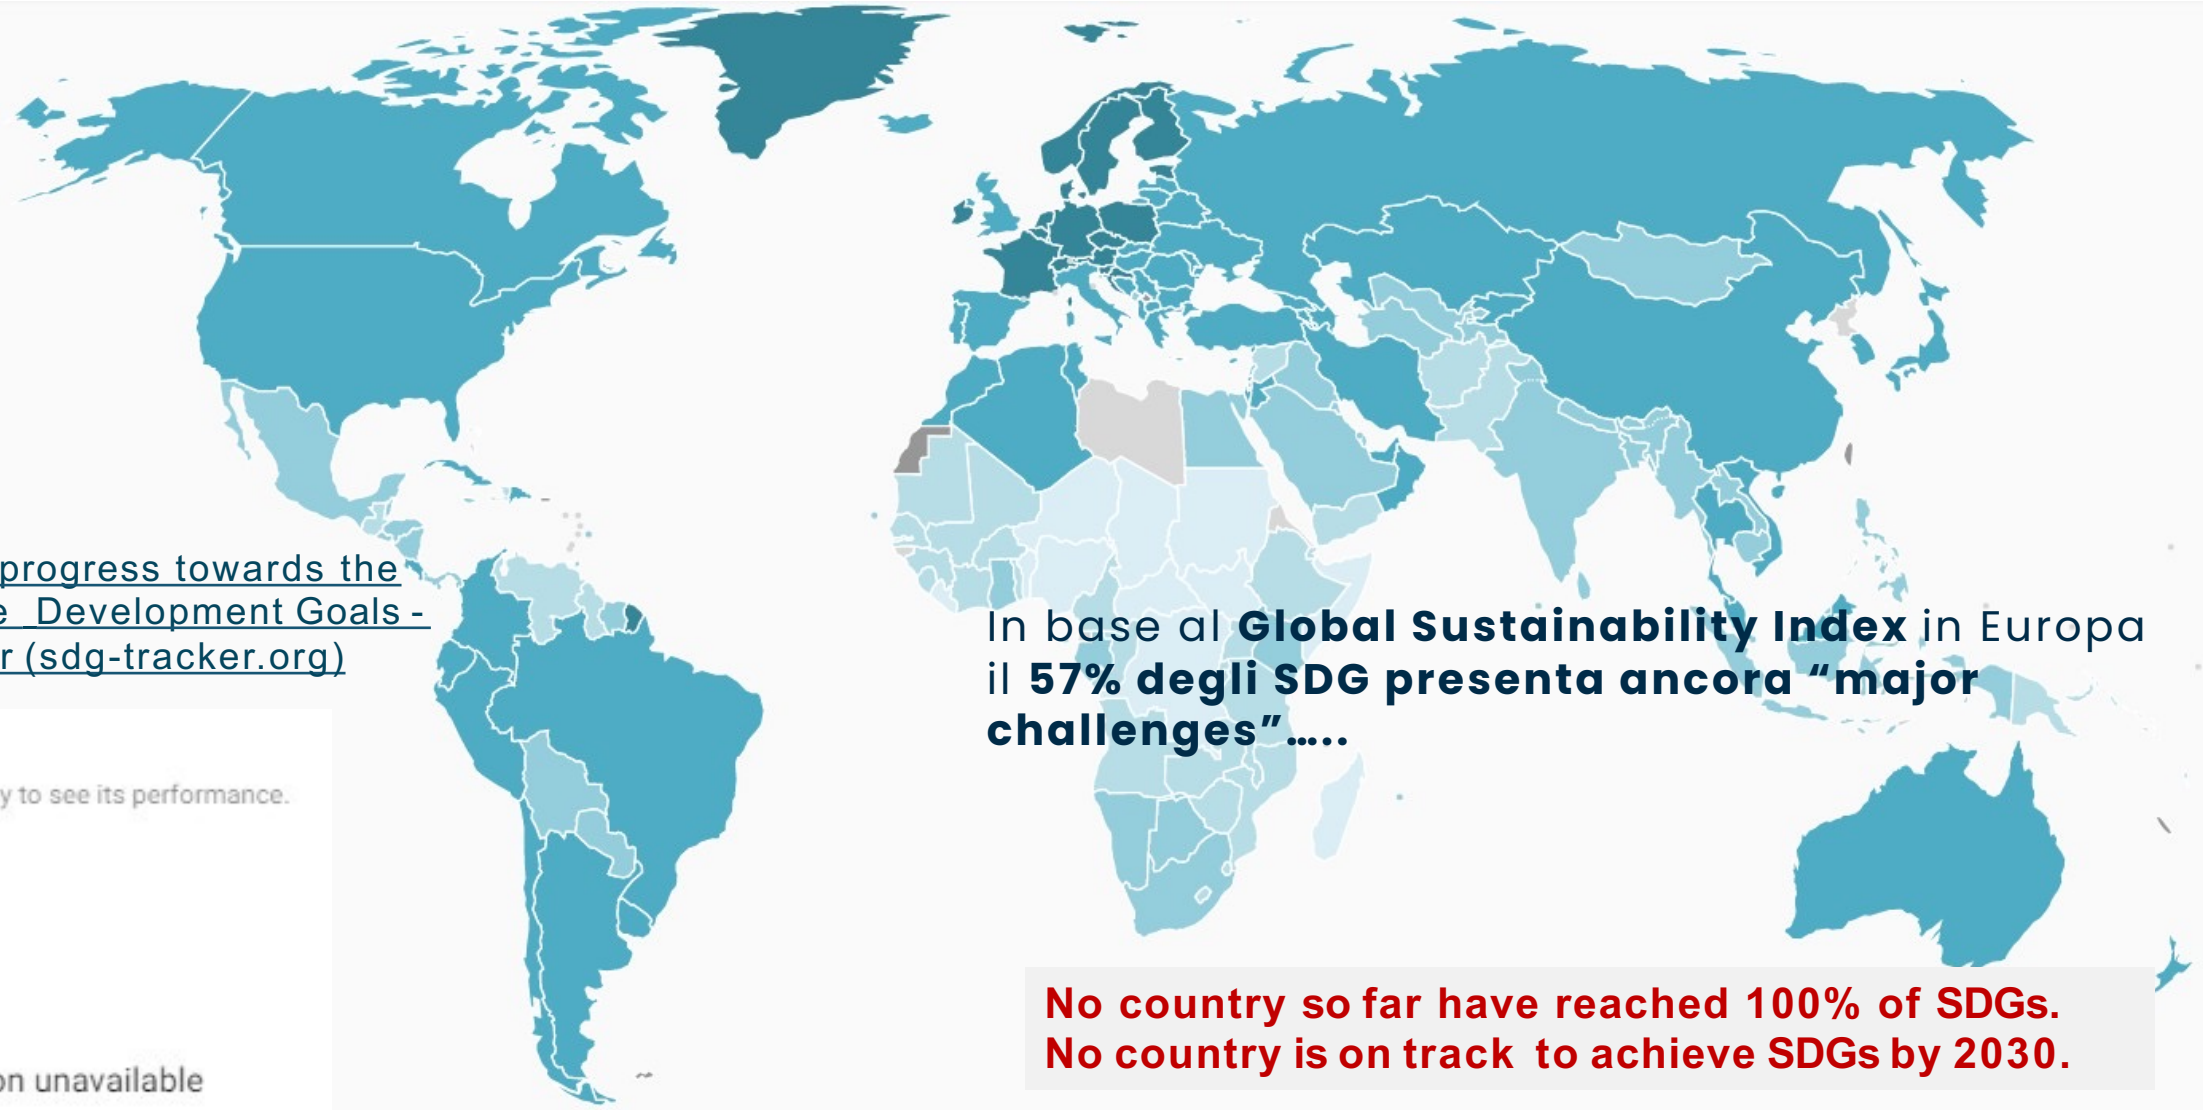 progress towards the
e Development Goals -
r (sdg-tracker.org)
In base al Global Sustainability Index in Europa
il 57% degli SDG presenta ancora “major
challenges”…..
y to see its performance.
No country so far have reached 100% of SDGs.
No country is on track to achieve SDGs by 2030.
on unavailable